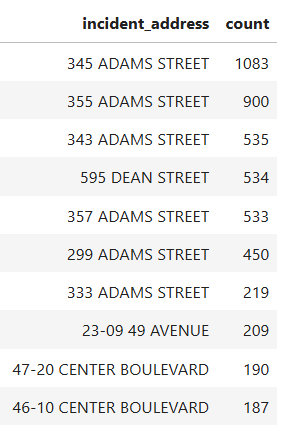 incident_address count
345 ADAMS STREET 1083
355 ADAMS STREET 900
343 ADAMS STREET 535
595 DEAN STREET 534
357 ADAMS STREET 533
299 ADAMS STREET 450
333 ADAMS STREET 219
23-09 49 AVENUE 209
47-20 CENTER BOULEVARD 190
46-10 CENTER BOULEVARD 187